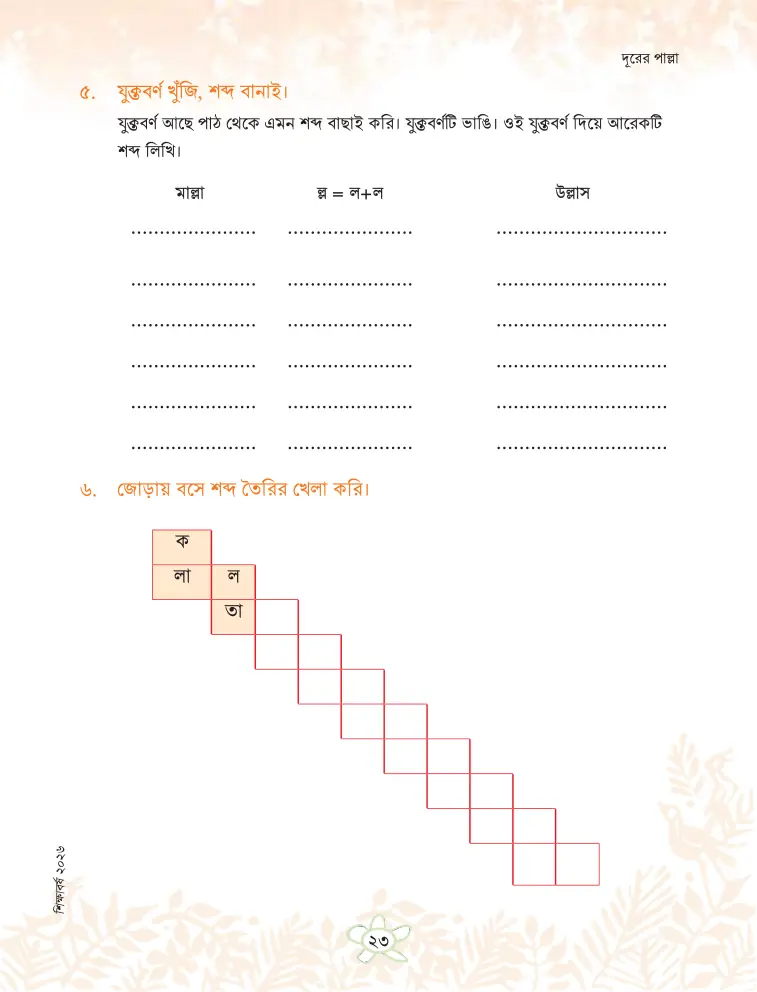 দূরের পাল্লা
৫. যুক্তবর্ণ খুঁজি, শব্দ বানাই।
যুক্তবর্ণ আছে পাঠ থেকে এমন শব্দ বাছাই করি। যুক্তবর্ণটি ভাঙি। ওই যুক্তবর্ণ দিয়ে আরেকটি
শব্দ লিখি।
মাল্লা ল্ল = ল+ল উল্লাস
...................... ...................... ..............................
...................... ...................... ..............................
...................... ...................... ..............................
...................... ...................... ..............................
...................... ...................... ..............................
...................... ...................... ..............................
৬. জোড়ায় বসে শব্দ তৈরির খেলা করি।
ক
লা ল
তা
শিক্ষাবর্ষ ২০২৬
২৩